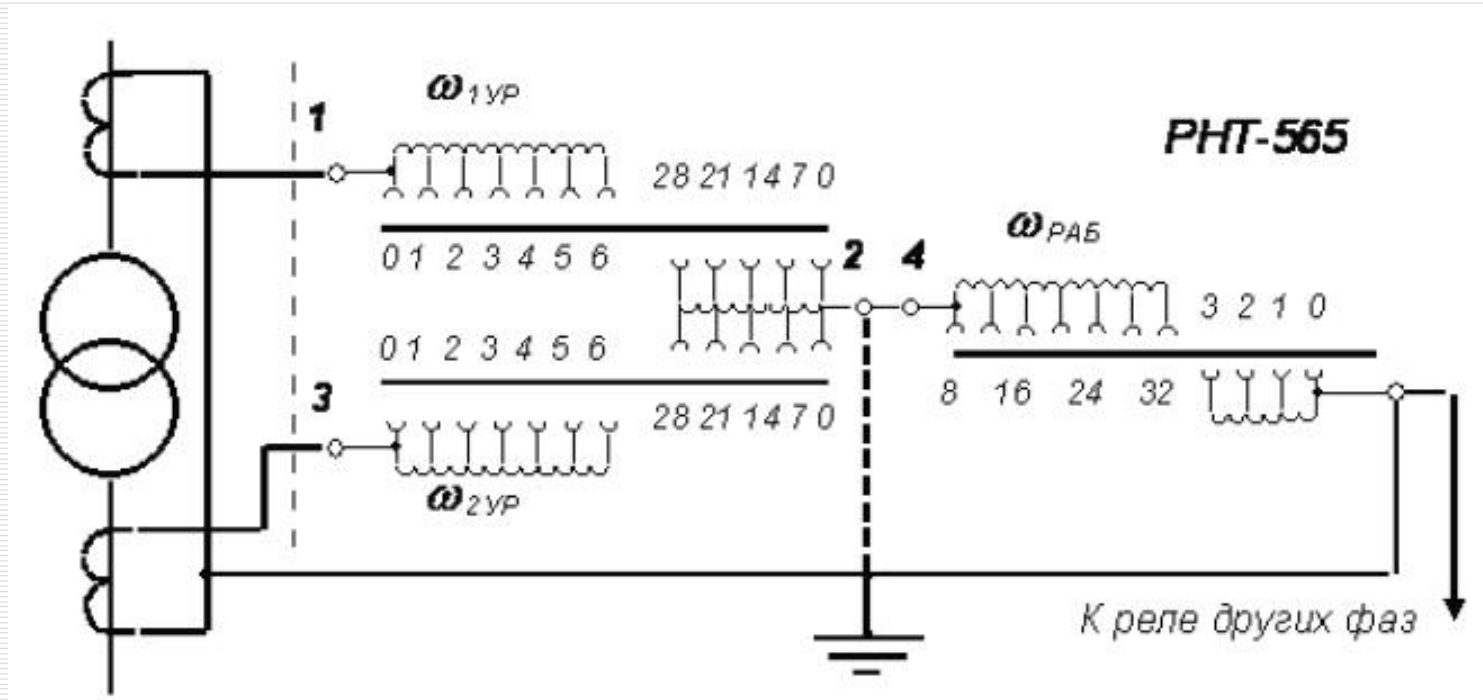 ω1УР
1
РНТ-565
28 21 14 7 0
ωРАБ
0 1 2 3 4 5 6
2 4
3 2 1 0
0 1 2 3 4 5 6
3
28 21 14 7 0
8 16 24 32
ω2УР
К реле других фаз